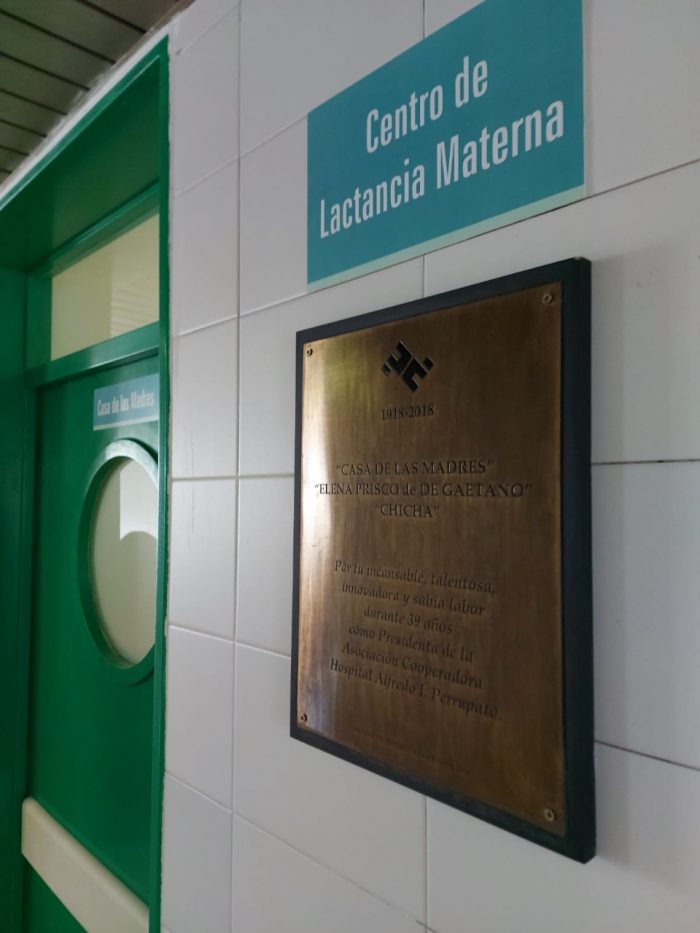 Centro de
Lactancia Materna
Casa de las Madres
1918-2018
"CASA DE LAS MADRES"
"ELENA PRISCO de DE GAETANO"
"CHICHA"
Por tu incansable, talentosa,
innovadora y sabia labor
durante 39 años
como Presidenta de la
Asociación Cooperadora
Hospital Alfredo I. Perrupato.